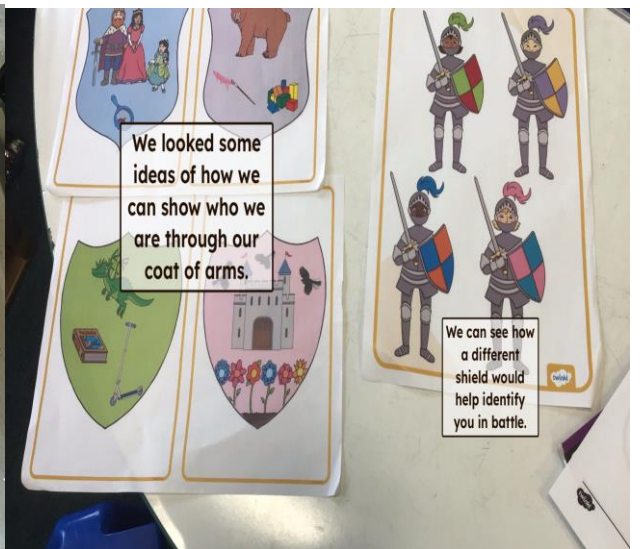 We looked some
ideas of how we
can show who we
are through our
coat of arms.
We can see how
a different
shield would
help identify
you in battle.
twinkl